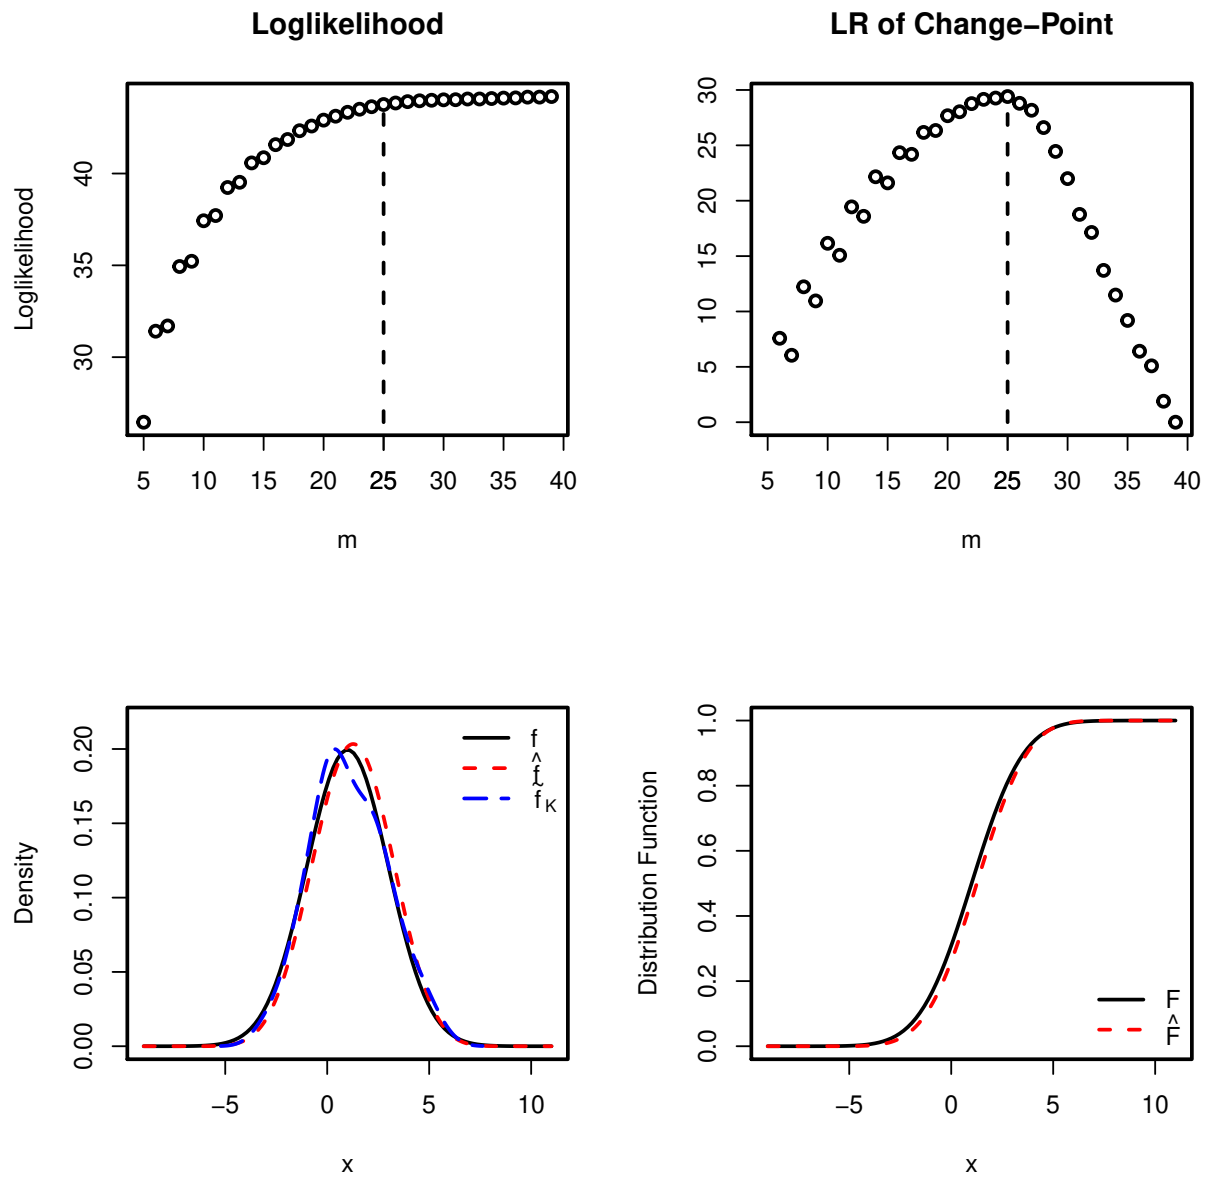 Loglikelihood
Loglikelihood
40
35
30
5 10 15 20 25 30 35 40
m
LR of Change−Point
30
25
20
15
10
5
0
5 10 15 20 25 30 35 40
m
Density
0.20
0.15
0.10
0.05
0.00
f
f̂
f̃K
−5 0 5 10
x
Distribution Function
1.0
0.8
0.6
0.4
0.2
0.0
F
F̂
−5 0 5 10
x